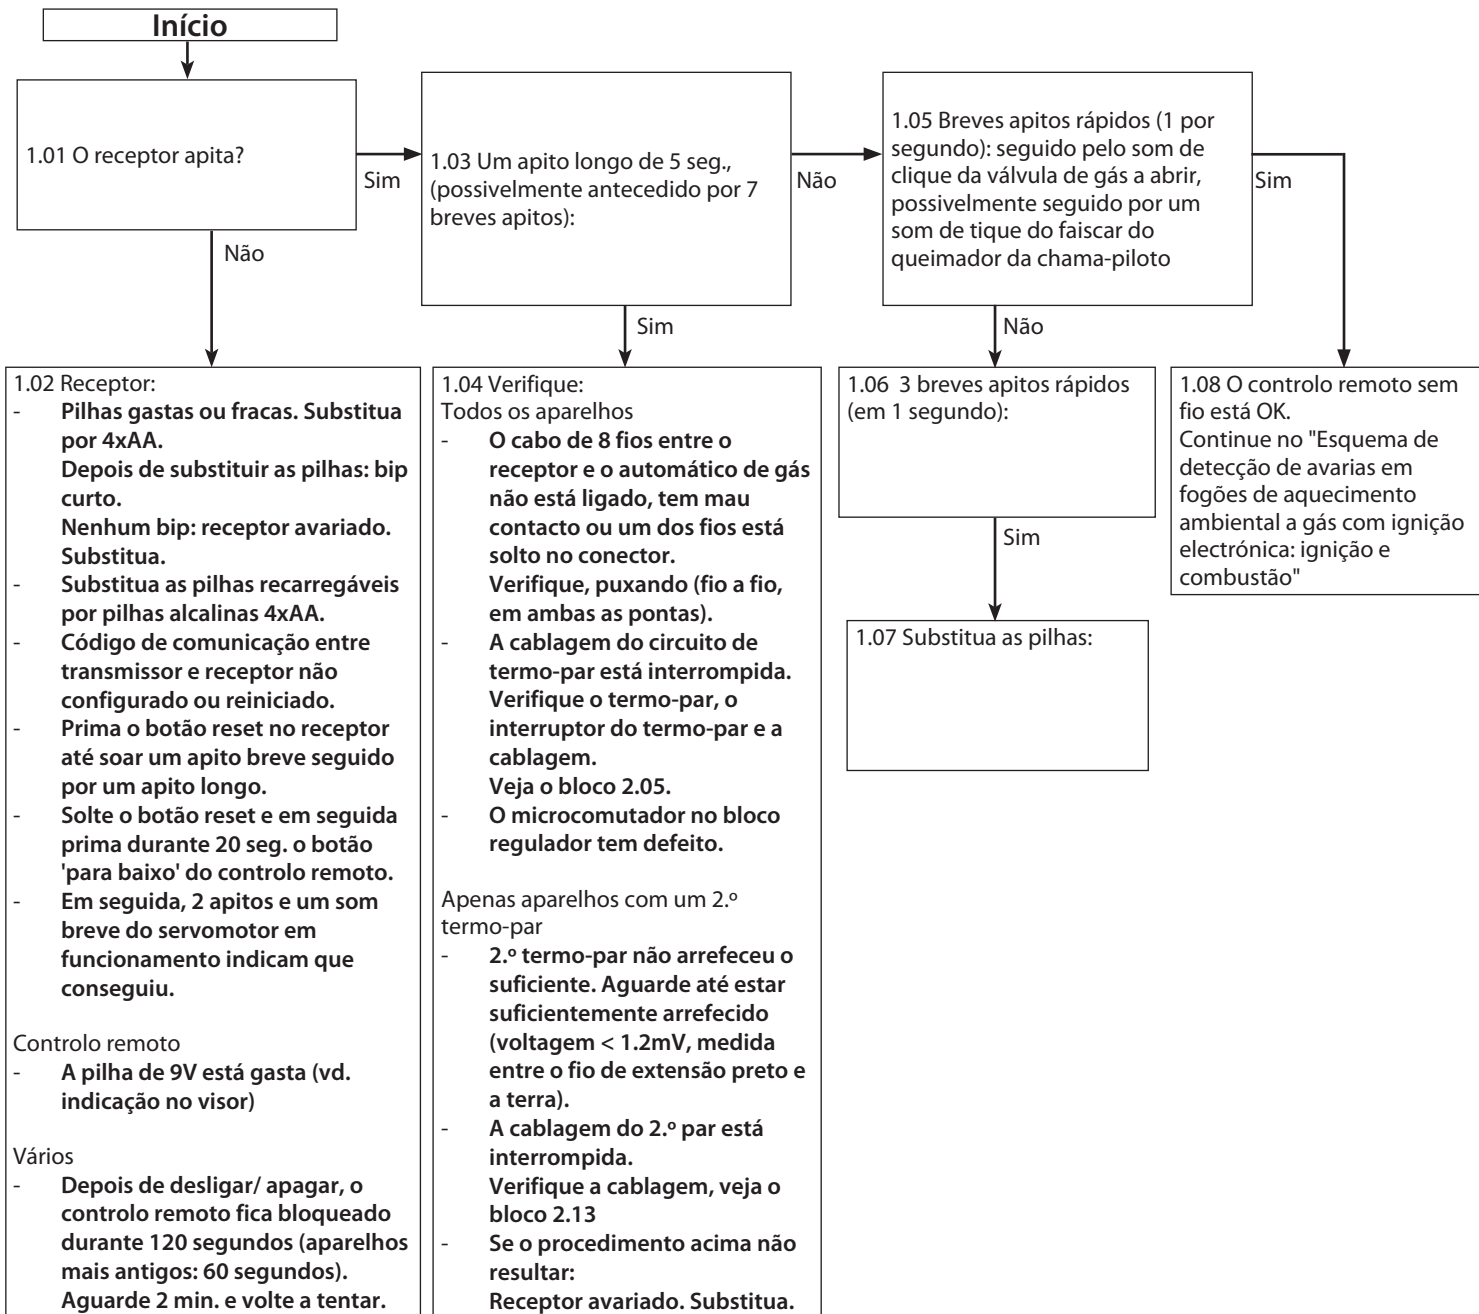 Início
1.01 O receptor apita?
Sim
Não
1.03 Um apito longo de 5 seg.,
(possivelmente antecedido por 7
breves apitos):
Não
Sim
1.05 Breves apitos rápidos (1 por
segundo): seguido pelo som de
clique da válvula de gás a abrir,
possivelmente seguido por um
som de tique do faiscar do
queimador da chama-piloto
Sim
Não
1.02 Receptor:
- Pilhas gastas ou fracas. Substitua
por 4xAA.
Depois de substituir as pilhas: bip
curto.
Nenhum bip: receptor avariado.
Substitua.
- Substitua as pilhas recarregáveis
por pilhas alcalinas 4xAA.
- Código de comunicação entre
transmissor e receptor não
configurado ou reiniciado.
- Prima o botão reset no receptor
até soar um apito breve seguido
por um apito longo.
- Solte o botão reset e em seguida
prima durante 20 seg. o botão
'para baixo' do controlo remoto.
- Em seguida, 2 apitos e um som
breve do servomotor em
funcionamento indicam que
conseguiu.
Controlo remoto
- A pilha de 9V está gasta (vd.
indicação no visor)
Vários
- Depois de desligar/ apagar, o
controlo remoto fica bloqueado
durante 120 segundos (aparelhos
mais antigos: 60 segundos).
Aguarde 2 min. e volte a tentar.
1.04 Verifique:
Todos os aparelhos
- O cabo de 8 fios entre o
receptor e o automático de gás
não está ligado, tem mau
contacto ou um dos fios está
solto no conector.
Verifique, puxando (fio a fio,
em ambas as pontas).
- A cablagem do circuito de
termo-par está interrompida.
Verifique o termo-par, o
interruptor do termo-par e a
cablagem.
Veja o bloco 2.05.
- O microcomutador no bloco
regulador tem defeito.
Apenas aparelhos com um 2.º
termo-par
- 2.º termo-par não arrefeceu o
suficiente. Aguarde até estar
suficientemente arrefecido
(voltagem < 1.2mV, medida
entre o fio de extensão preto e
a terra).
- A cablagem do 2.º par está
interrompida.
Verifique a cablagem, veja o
bloco 2.13
- Se o procedimento acima não
resultar:
Receptor avariado. Substitua.
1.06 3 breves apitos rápidos
(em 1 segundo):
Sim
1.07 Substitua as pilhas:
1.08 O controlo remoto sem
fio está OK.
Continue no "Esquema de
detecção de avarias em
fogões de aquecimento
ambiental a gás com ignição
electrónica: ignição e
combustão"